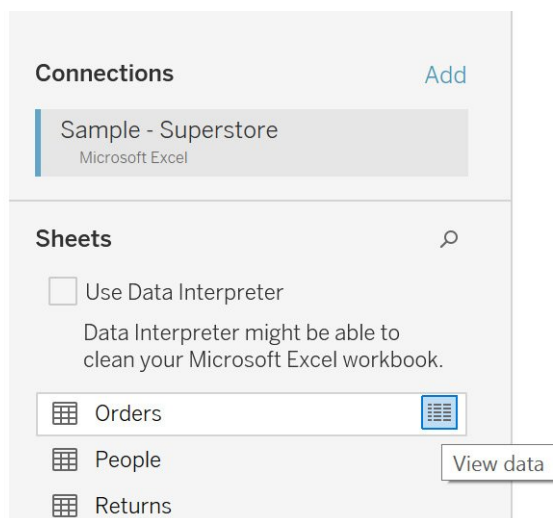 Connections
Add
Sample - Superstore
Microsoft Excel
Sheets
Use Data Interpreter
Data Interpreter might be able to
clean your Microsoft Excel workbook.
Orders
People
View data
Returns